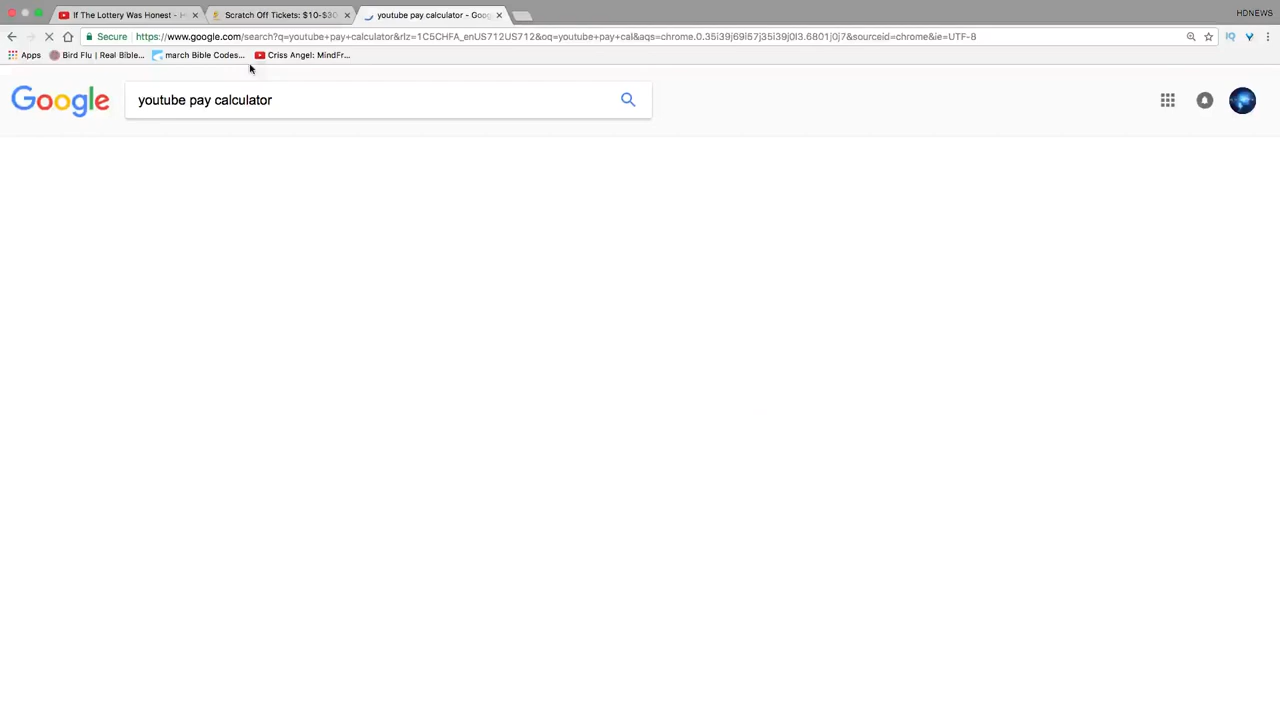 If The Lottery Was Honest - H
Scratch Off Tickets: $10-$30
youtube pay calculator - Goog
HDNEWS
Secure https://www.google.com/search?q=youtube+pay+calculator&rlz=1C5CHFA_enUS712US712&oq=youtube+pay+cal&aqs=chrome.0.35i39j69i57j35i39j0l3.6801j0j7&sourceid=chrome&ie=UTF-8
Apps Bird Flu | Real Bible... march Bible Codes... Criss Angel: MindFr...
Google youtube pay calculator